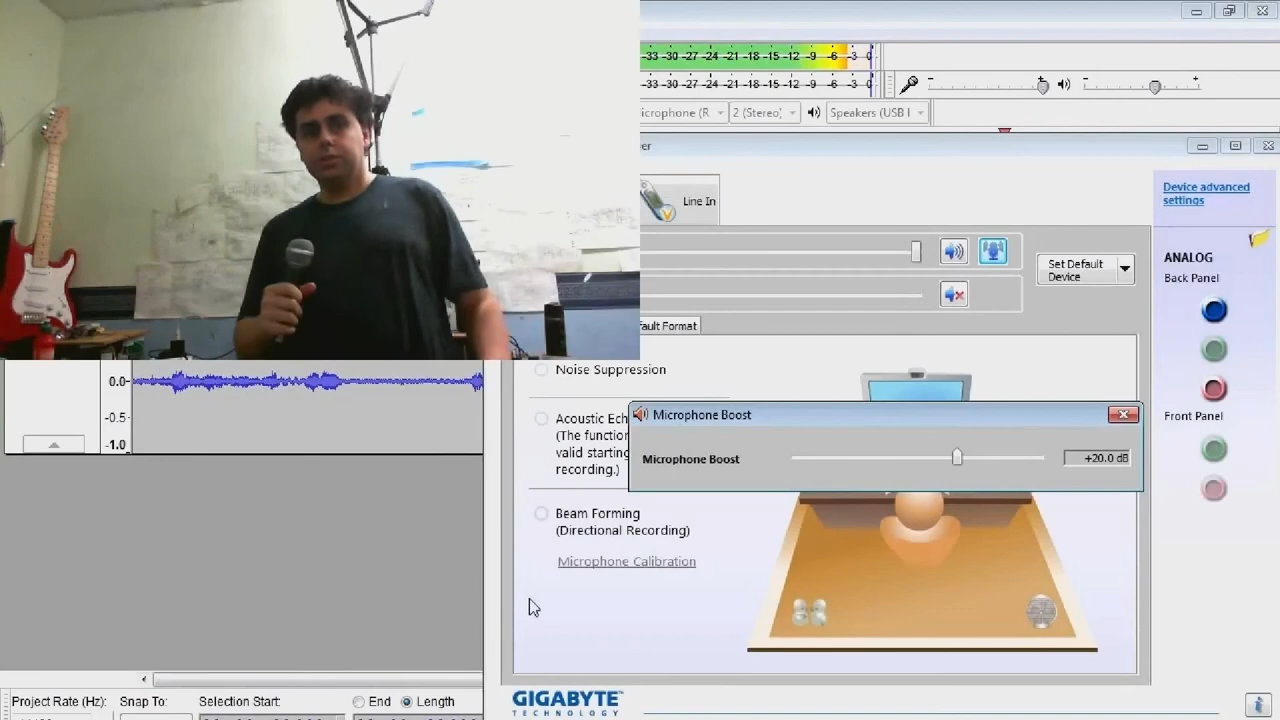 -33 -30 -27 -24 -21 -18 -15 -12 -9 -6 -3 0
-33 -30 -27 -24 -21 -18 -15 -12 -9 -6 -3 0
- +
- +
icrophone (R
2 (Stereo)
Speakers (USB
er
Line In
Device advanced
settings
Set Default
Device
ANALOG
Back Panel
Front Panel
fault Format
0.0
-0.5
-1.0
Noise Suppression
Acoustic Ech
(The function
valid starting
recording.)
Microphone Boost
Microphone Boost
+20.0 dB
Beam Forming
(Directional Recording)
Microphone Calibration
Project Rate (Hz):
Snap To:
Selection Start:
End
Length
GIGABYTE
TECHNOLOGY